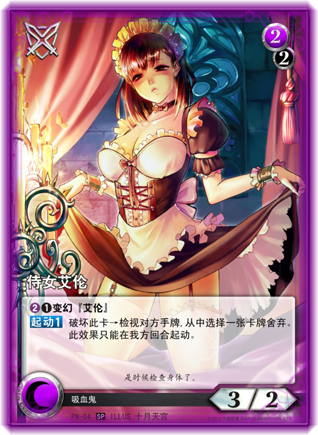 2
2
侍女艾伦
2 1 变幻『艾伦』
起动1 破坏此卡→检视对方手牌,从中选择一张卡牌舍弃。
此效果只能在我方回合起动。
是时候检查身体了。
吸血鬼
3 / 2
SP ILLUS 十月天宫